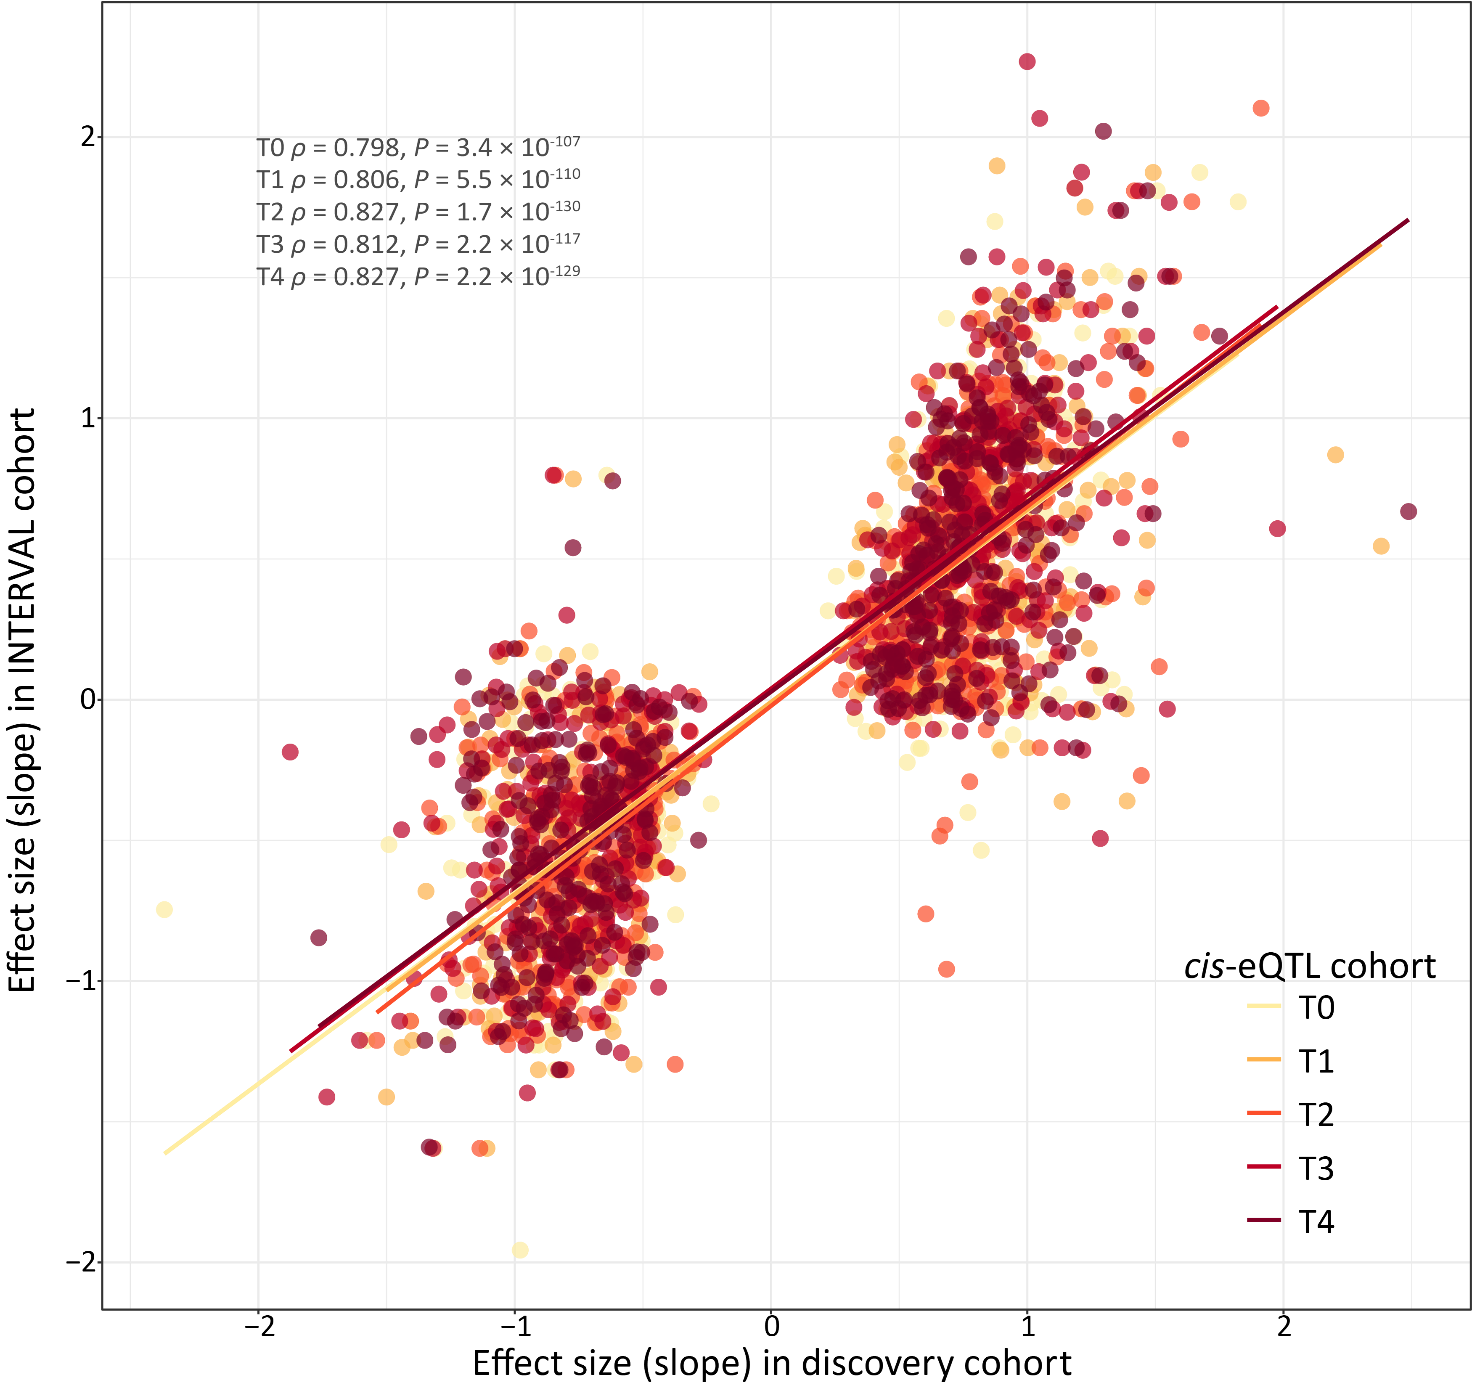 2
T0 ρ = 0.798, P = 3.4 × 10⁻¹⁰⁷
T1 ρ = 0.806, P = 5.5 × 10⁻¹¹⁰
T2 ρ = 0.827, P = 1.7 × 10⁻¹³⁰
T3 ρ = 0.812, P = 2.2 × 10⁻¹¹⁷
T4 ρ = 0.827, P = 2.2 × 10⁻¹²⁹
1
0
−1
−2
Effect size (slope) in INTERVAL cohort
cis-eQTL cohort
T0
T1
T2
T3
T4
−2 −1 0 1 2
Effect size (slope) in discovery cohort